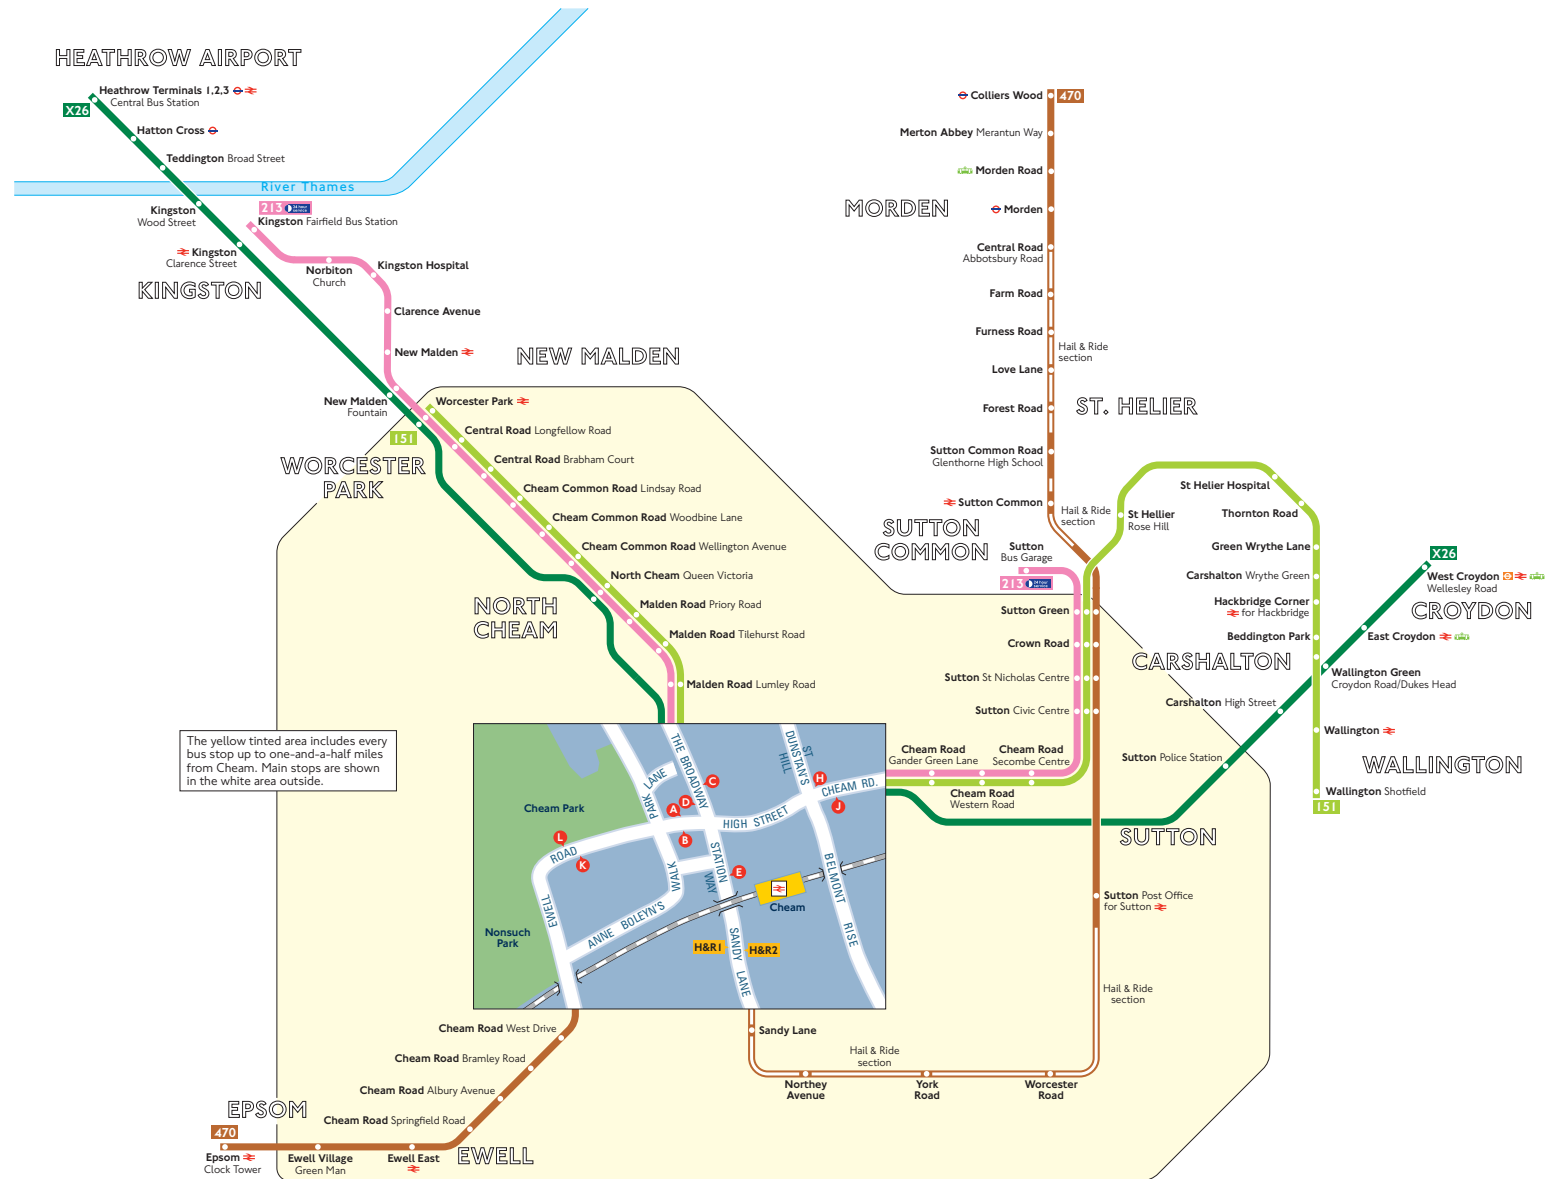 HEATHROW AIRPORT
Heathrow Terminals 1,2,3
Central Bus Station
X26
Hatton Cross
Teddington Broad Street
River Thames
Kingston
Wood Street
213 24 hour service
Kingston Fairfield Bus Station
Kingston
Clarence Street
KINGSTON
Norbiton
Church
Kingston Hospital
Clarence Avenue
New Malden
NEW MALDEN
New Malden
Fountain
151
WORCESTER
PARK
Worcester Park
Central Road Longfellow Road
Central Road Brabham Court
Cheam Common Road Lindsay Road
Cheam Common Road Woodbine Lane
Cheam Common Road Wellington Avenue
North Cheam Queen Victoria
Malden Road Priory Road
Malden Road Tilehurst Road
Malden Road Lumley Road
NORTH
CHEAM
Colliers Wood
470
Merton Abbey Merantun Way
Morden Road
MORDEN
Morden
Central Road
Abbotsbury Road
Farm Road
Furness Road
Hail & Ride
section
Love Lane
Forest Road
ST. HELIER
Sutton Common Road
Glenthorne High School
Sutton Common
Hail & Ride
section
SUTTON
COMMON
Sutton
Bus Garage
213 24 hour service
Sutton Green
Crown Road
Sutton St Nicholas Centre
Sutton Civic Centre
Cheam Road
Gander Green Lane
Cheam Road
Secombe Centre
Cheam Road
Western Road
St Hellier
Rose Hill
St Helier Hospital
Thornton Road
Green Wrythe Lane
Carshalton Wrythe Green
Hackbridge Corner
for Hackbridge
Beddington Park
CARSHALTON
X26
West Croydon
Wellesley Road
CROYDON
East Croydon
Wallington Green
Croydon Road/Dukes Head
Carshalton High Street
Wallington
Sutton Police Station
WALLINGTON
Wallington Shotfield
151
SUTTON
Sutton Post Office
for Sutton
Hail & Ride
section
The yellow tinted area includes every
bus stop up to one-and-a-half miles
from Cheam. Main stops are shown
in the white area outside.
Cheam Park
PARK LANE
THE BROADWAY
ST
DUNSTAN'S
HILL
CHEAM RD.
HIGH STREET
A
B
C
D
E
H
J
K
L
EWELL
ROAD
WALK
ANNE BOLEYN'S
STATION
WAY
BELMONT RISE
Cheam
Nonsuch
Park
H&R1
H&R2
SANDY LANE
Cheam Road West Drive
Cheam Road Bramley Road
Cheam Road Albury Avenue
Cheam Road Springfield Road
Sandy Lane
Hail & Ride
section
Northey
Avenue
York
Road
Worcester
Road
EPSOM
470
Epsom
Clock Tower
Ewell Village
Green Man
Ewell East
EWELL